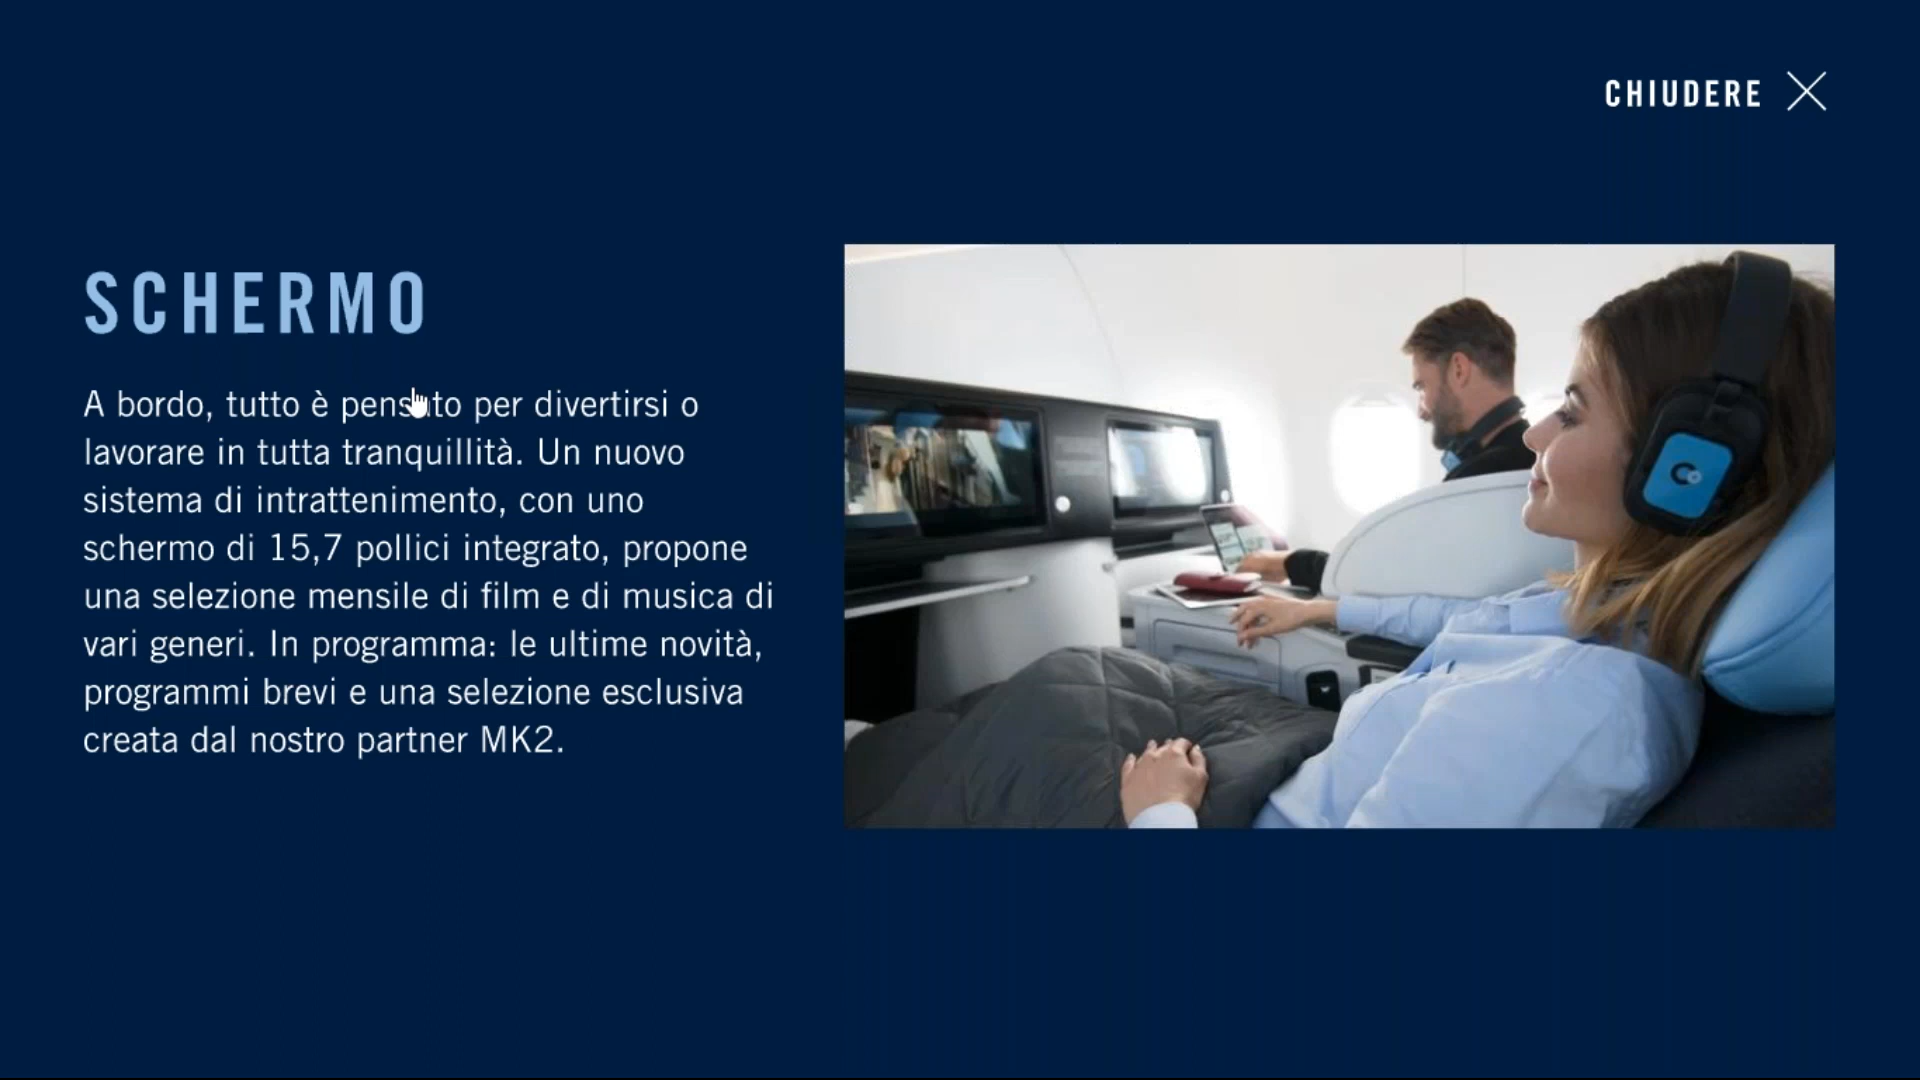 CHIUDERE
SCHERMO
A bordo, tutto è pensato per divertirsi o
lavorare in tutta tranquillità. Un nuovo
sistema di intrattenimento, con uno
schermo di 15,7 pollici integrato, propone
una selezione mensile di film e di musica di
vari generi. In programma: le ultime novità,
programmi brevi e una selezione esclusiva
creata dal nostro partner MK2.